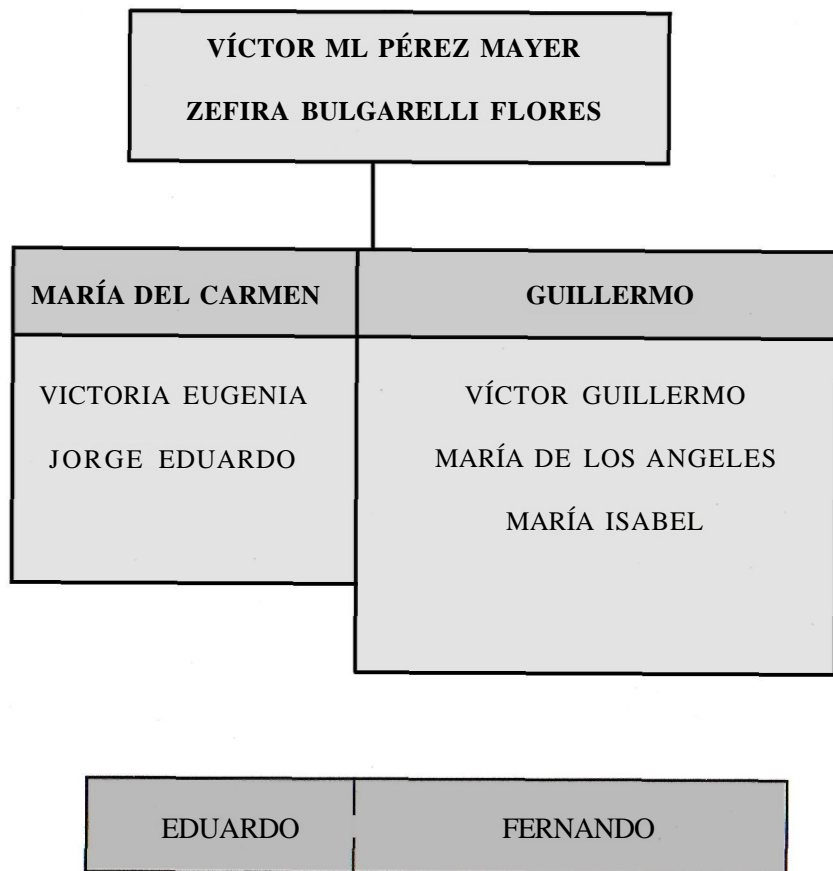 VÍCTOR ML PÉREZ MAYER
ZEFIRA BULGARELLI FLORES
MARÍA DEL CARMEN
GUILLERMO
VICTORIA EUGENIA
JORGE EDUARDO
VÍCTOR GUILLERMO
MARÍA DE LOS ANGELES
MARÍA ISABEL
EDUARDO
FERNANDO